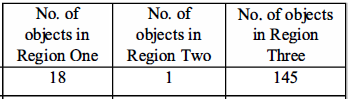 No. of objects in Region One
No. of objects in Region Two
No. of objects in Region Three
18 1 145